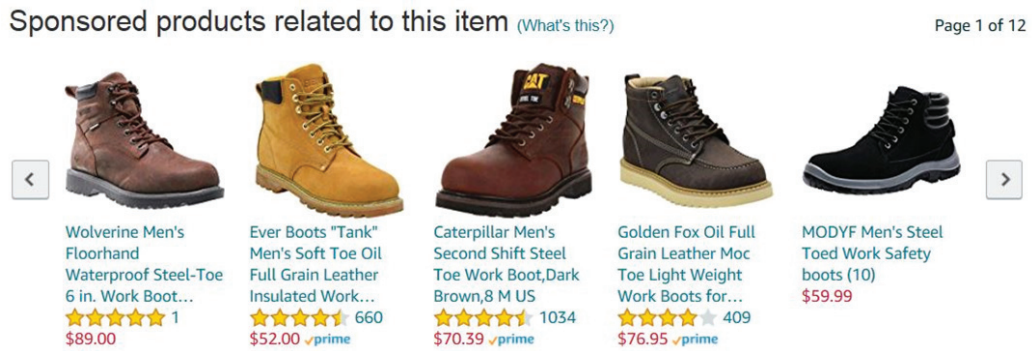 Sponsored products related to this item (What's this?)
Page 1 of 12
CAT
Wolverine Men's
Floorhand
Waterproof Steel-Toe
6 in. Work Boot...
1
$89.00
Ever Boots "Tank"
Men's Soft Toe Oil
Full Grain Leather
Insulated Work...
660
$52.00 prime
Caterpillar Men's
Second Shift Steel
Toe Work Boot,Dark
Brown,8 M US
1034
$70.39 prime
Golden Fox Oil Full
Grain Leather Moc
Toe Light Weight
Work Boots for...
409
$76.95 prime
MODYF Men's Steel
Toed Work Safety
boots (10)
$59.99